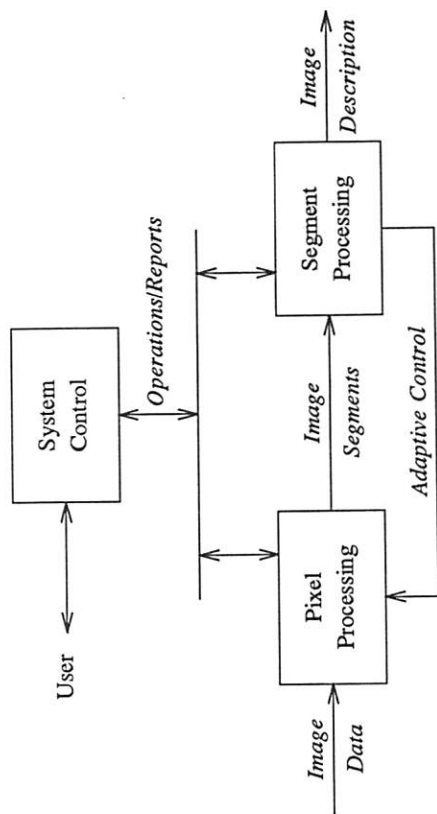 User
System
Control
Operations/Reports
Image
Data
Pixel
Processing
Image
Segments
Segment
Processing
Image
Description
Adaptive Control